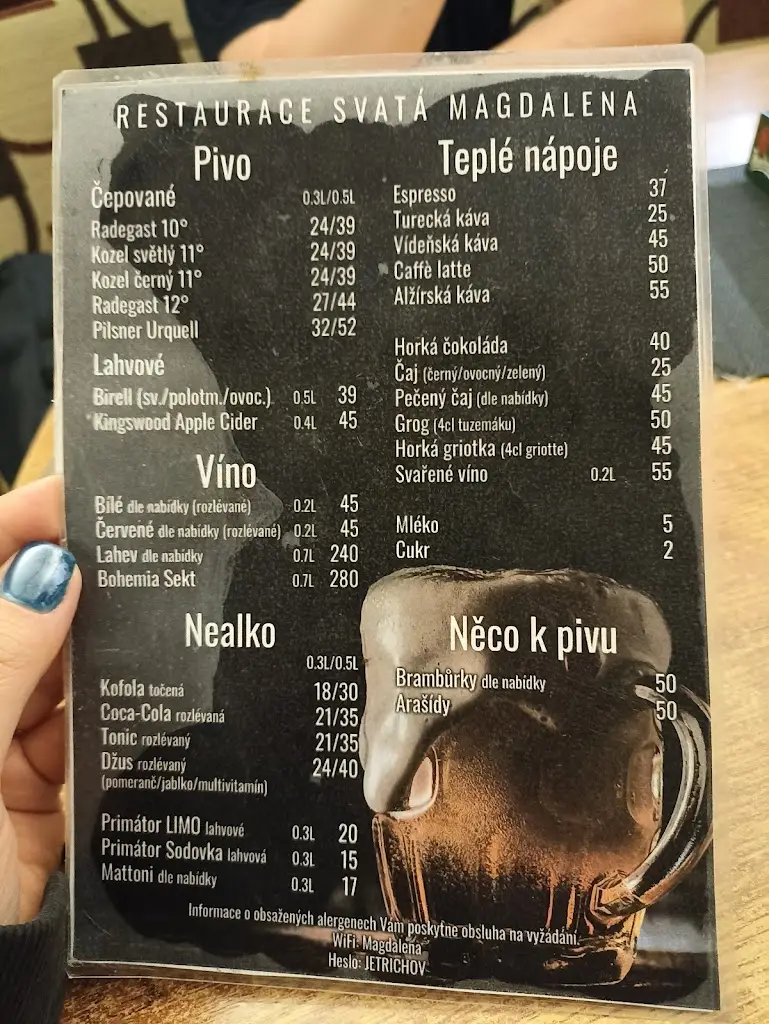 RESTAURACE SVATÁ MAGDALENA
Pivo
Čepované 0.3L/0.5L
Radegast 10° 24/39
Kozel světlý 11° 24/39
Kozel černý 11° 24/39
Radegast 12° 27/44
Pilsner Urquell 32/52
Lahvové
Birell (sv./polotm./ovoc.) 0.5L 39
Kingswood Apple Cider 0.4L 45
Víno
Bílé dle nabídky (rozlévané) 0.2L 45
Červené dle nabídky (rozlévané) 0.2L 45
Lahev dle nabídky 0.7L 240
Bohemia Sekt 0.7L 280
Nealko
0.3L/0.5L
Kofola točená 18/30
Coca-Cola rozlévaná 21/35
Tonic rozlévaný 21/35
Džus rozlévaný 24/40
(pomeranč/jablko/multivitamín)
Primátor LIMO lahvové 0.3L 20
Primátor Sodovka lahvová 0.3L 15
Mattoni dle nabídky 0.3L 17
Teplé nápoje
Espresso 37
Turecká káva 25
Vídeňská káva 45
Caffè latte 50
Alžírská káva 55
Horká čokoláda 40
Čaj (černý/ovocný/zelený) 25
Pečený čaj (dle nabídky) 45
Grog (4cl tuzemáku) 50
Horká griotka (4cl griotte) 45
Svařené víno 0.2L 55
Mléko 5
Cukr 2
Něco k pivu
Brambůrky dle nabídky 50
Arašídy 50
Informace o obsažených alergenech Vám poskytne obsluha na vyžádání.
WiFi: Magdalena
Heslo: JETRICHOV